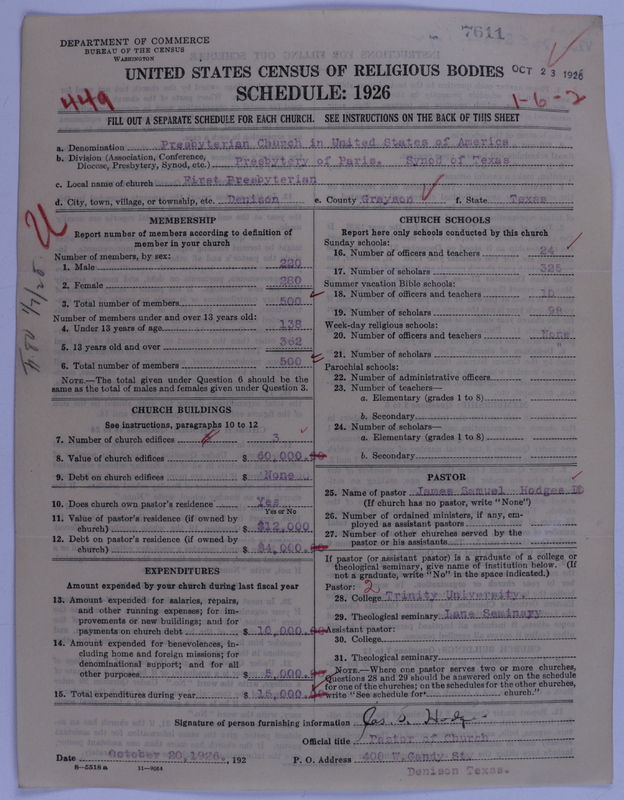 7611
DEPARTMENT OF COMMERCE
BUREAU OF THE CENSUS
WASHINGTON
UNITED STATES CENSUS OF RELIGIOUS BODIES
OCT 23 1926
SCHEDULE: 1926
449
1-6-2
FILL OUT A SEPARATE SCHEDULE FOR EACH CHURCH. SEE INSTRUCTIONS ON THE BACK OF THIS SHEET
a. Denomination Presbyterian Church in United States of America
b. Division (Association, Conference, Diocese, Presbytery, Synod, etc.) Presbytery of Paris. Synod of Texas
c. Local name of church First Presbyterian
d. City, town, village, or township, etc. Denison e. County Grayson f. State Texas
MEMBERSHIP
Report number of members according to definition of
member in your church
Number of members, by sex:
1. Male 220
2. Female 280
3. Total number of members 500
Number of members under and over 13 years old:
4. Under 13 years of age 138
5. 13 years old and over 362
6. Total number of members 500
NOTE.—The total given under Question 6 should be
same as the total of males and females given under Question 3.
CHURCH BUILDINGS
See instructions, paragraphs 10 to 12
7. Number of church edifices 3
8. Value of church edifices $ 60,000.00
9. Debt on church edifices $ None
10. Does church own pastor's residence Yes
Yes or No
11. Value of pastor's residence (if owned by
church) $ $12,000
12. Debt on pastor's residence (if owned by
church) $ $4,000.00
EXPENDITURES
Amount expended by your church during last fiscal year
13. Amount expended for salaries, repairs,
and other running expenses; for im-
provements or new buildings; and for
payments on church debt $ 10,000.00
14. Amount expended for benevolences, in-
cluding home and foreign missions; for
denominational support; and for all
other purposes $ 5,000.00
15. Total expenditures during year $ 15,000.00
CHURCH SCHOOLS
Report here only schools conducted by this church
Sunday schools:
16. Number of officers and teachers 24
17. Number of scholars 325
Summer vacation Bible schools:
18. Number of officers and teachers 10
19. Number of scholars 98
Week-day religious schools:
20. Number of officers and teachers None
21. Number of scholars "
Parochial schools:
22. Number of administrative officers
23. Number of teachers—
a. Elementary (grades 1 to 8)
b. Secondary
24. Number of scholars—
a. Elementary (grades 1 to 8)
b. Secondary
PASTOR
25. Name of pastor James Samuel Hodges DD
(If church has no pastor, write "None")
26. Number of ordained ministers, if any, em-
ployed as assistant pastors
27. Number of other churches served by the
pastor or his assistants
If pastor (or assistant pastor) is a graduate of a college or
theological seminary, give name of institution below. (If
not a graduate, write "No" in the space indicated.)
Pastor: 2
28. College Trinity University.
29. Theological seminary Lane Seminary
Assistant pastor:
30. College
31. Theological seminary
NOTE.—Where one pastor serves two or more churches,
Questions 28 and 29 should be answered only on the schedule
for one of the churches; on the schedules for the other churches,
write "See schedule for church."
Signature of person furnishing information
Official title Pastor of Church
Date October 20, 1926. , 192 P. O. Address 408 W. Gandy St.
8—5518a 11—9064 Denison Texas.